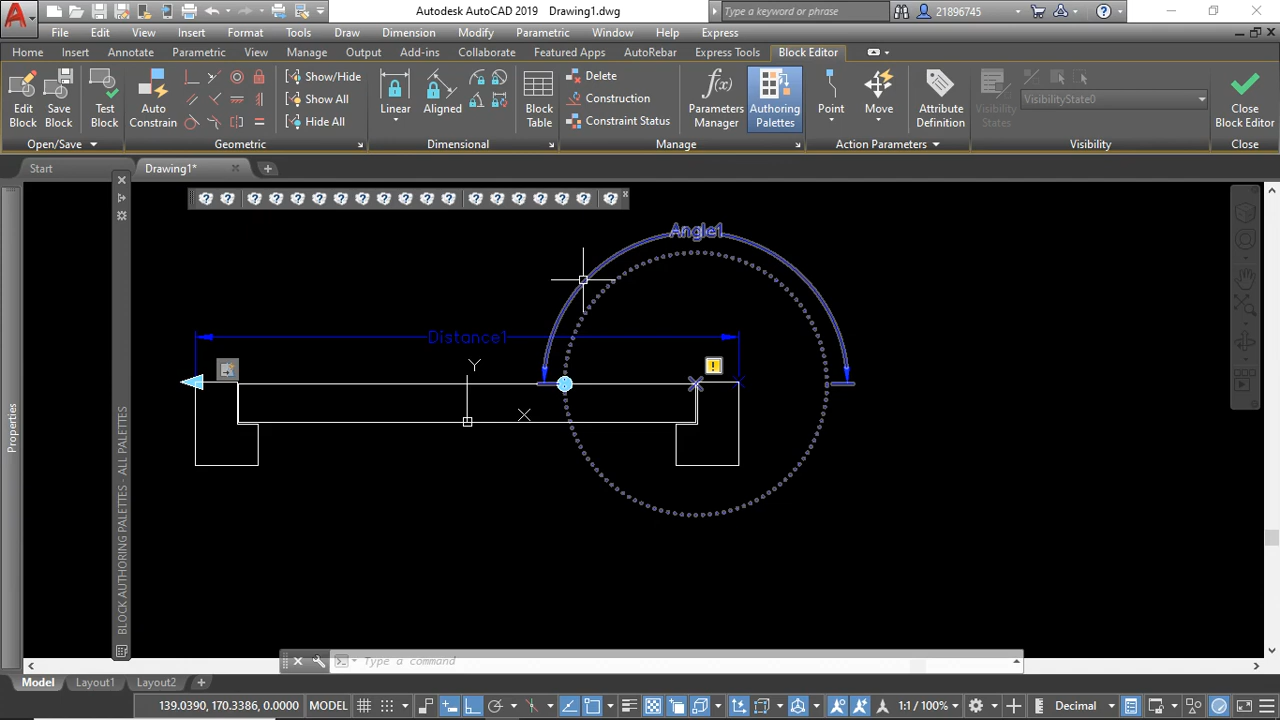 Autodesk AutoCAD 2019 Drawing1.dwg
Type a keyword or phrase
21896745
File Edit View Insert Format Tools Draw Dimension Modify Parametric Window Help Express
Home Insert Annotate Parametric View Manage Output Add-ins Collaborate Featured Apps AutoRebar Express Tools Block Editor
Edit Block
Save Block
Test Block
Auto Constrain
Show/Hide
Show All
Hide All
Linear
Aligned
Block Table
Delete
Construction
Constraint Status
Parameters Manager
Authoring Palettes
Point
Move
Attribute Definition
Visibility States
VisibilityState0
Close Block Editor
Open/Save
Geometric
Dimensional
Manage
Action Parameters
Visibility
Close
Start
Drawing1*
Angle1
Distance1
Y
X
Properties
BLOCK AUTHORING PALETTES - ALL PALETTES
Type a command
Model Layout1 Layout2
139.0390, 170.3386, 0.0000 MODEL
1:1 / 100%
Decimal